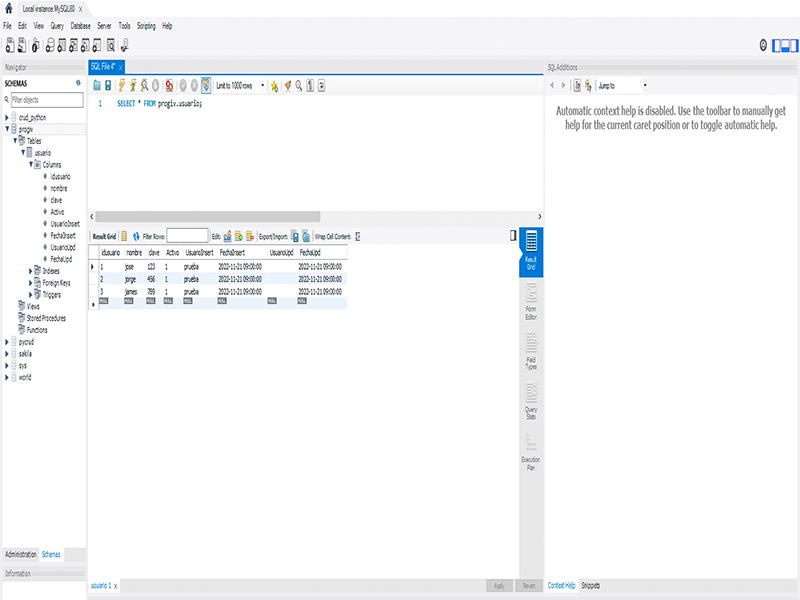 Local instance MySQL80 x
File Edit View Query Database Server Tools Scripting Help
Navigator
SCHEMAS
Filter objects
crud_python
progiv
Tables
usuario
Columns
idusuario
nombre
clave
Activo
UsuarioInsert
FechaInsert
UsuarioUpd
FechaUpd
Indexes
Foreign Keys
Triggers
Views
Stored Procedures
Functions
pycrud
sakila
sys
world
Administration Schemas
Information
SQL File 4* x
Limit to 1000 rows
1 SELECT * FROM progiv.usuario;
Result Grid Filter Rows: Edit: Export/Import: Wrap Cell Content:
idusuario nombre clave Activo UsuarioInsert FechaInsert UsuarioUpd FechaUpd
1 jose 123 1 prueba 2022-11-21 09:00:00 2022-11-21 09:00:00
2 jorge 456 1 prueba 2022-11-21 09:00:00 2022-11-21 09:00:00
3 james 789 1 prueba 2022-11-21 09:00:00 2022-11-21 09:00:00
NULL NULL NULL NULL NULL NULL NULL NULL
Result
Grid
Form
Editor
Field
Types
Query
Stats
Execution
Plan
usuario 1 x
Apply Revert
SQLAdditions
Jump to
Automatic context help is disabled. Use the toolbar to manually get
help for the current caret position or to toggle automatic help.
Context Help Snippets